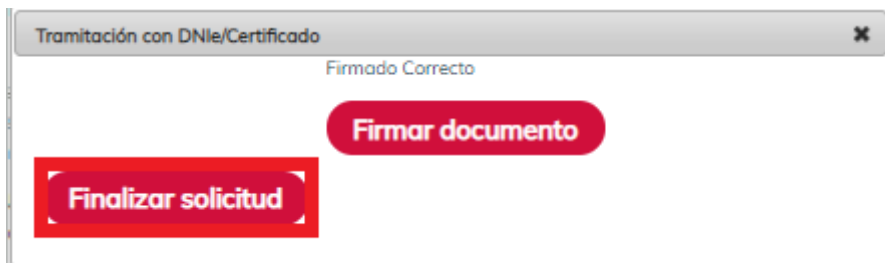 Tramitación con DNIe/Certificado
Firmado Correcto
Firmar documento
Finalizar solicitud